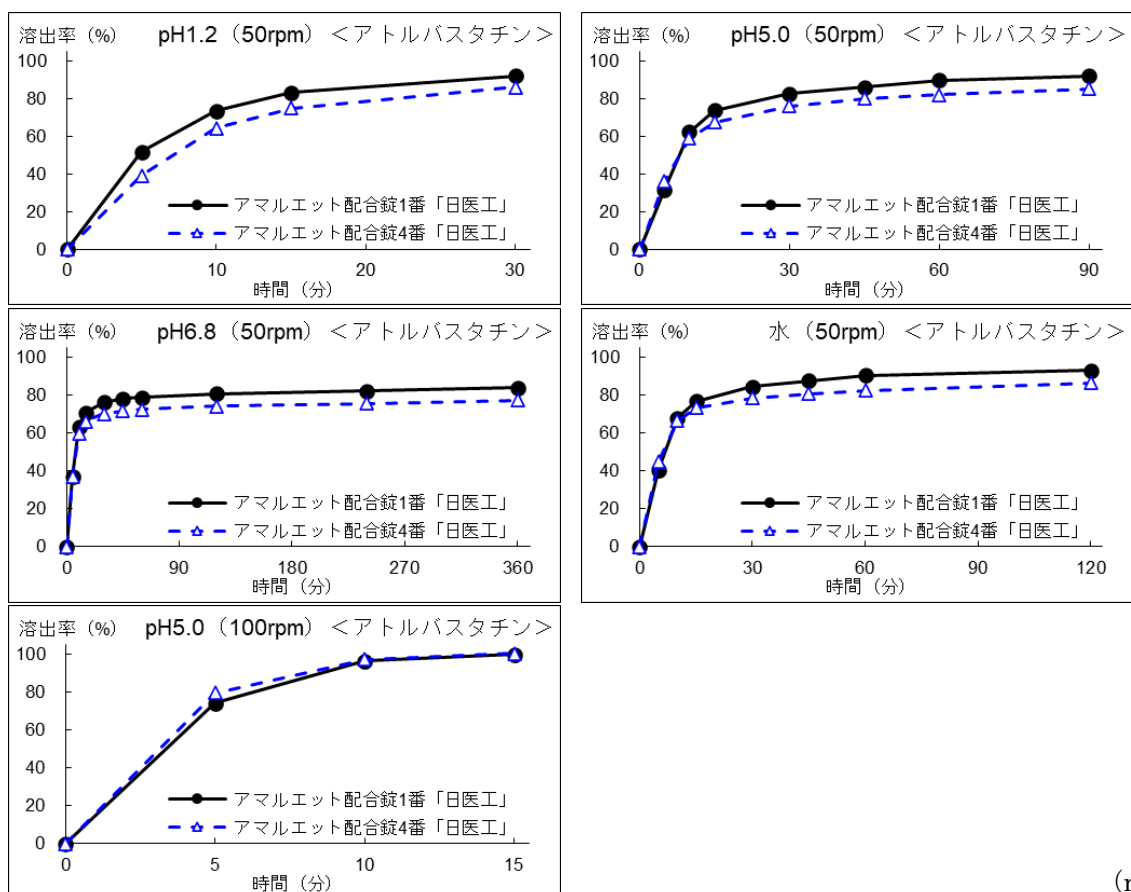 溶出率（%） pH1.2（50rpm）＜アトルバスタチン＞
100
80
60
40
20
0
アマルエット配合錠1番「日医工」
アマルエット配合錠4番「日医工」
0 10 20 30
時間（分）
溶出率（%） pH5.0（50rpm）＜アトルバスタチン＞
100
80
60
40
20
0
アマルエット配合錠1番「日医工」
アマルエット配合錠4番「日医工」
0 30 60 90
時間（分）
溶出率（%） pH6.8（50rpm）＜アトルバスタチン＞
100
80
60
40
20
0
アマルエット配合錠1番「日医工」
アマルエット配合錠4番「日医工」
0 90 180 270 360
時間（分）
溶出率（%） 水（50rpm）＜アトルバスタチン＞
100
80
60
40
20
0
アマルエット配合錠1番「日医工」
アマルエット配合錠4番「日医工」
0 30 60 90 120
時間（分）
溶出率（%） pH5.0（100rpm）＜アトルバスタチン＞
100
80
60
40
20
0
アマルエット配合錠1番「日医工」
アマルエット配合錠4番「日医工」
0 5 10 15
時間（分）